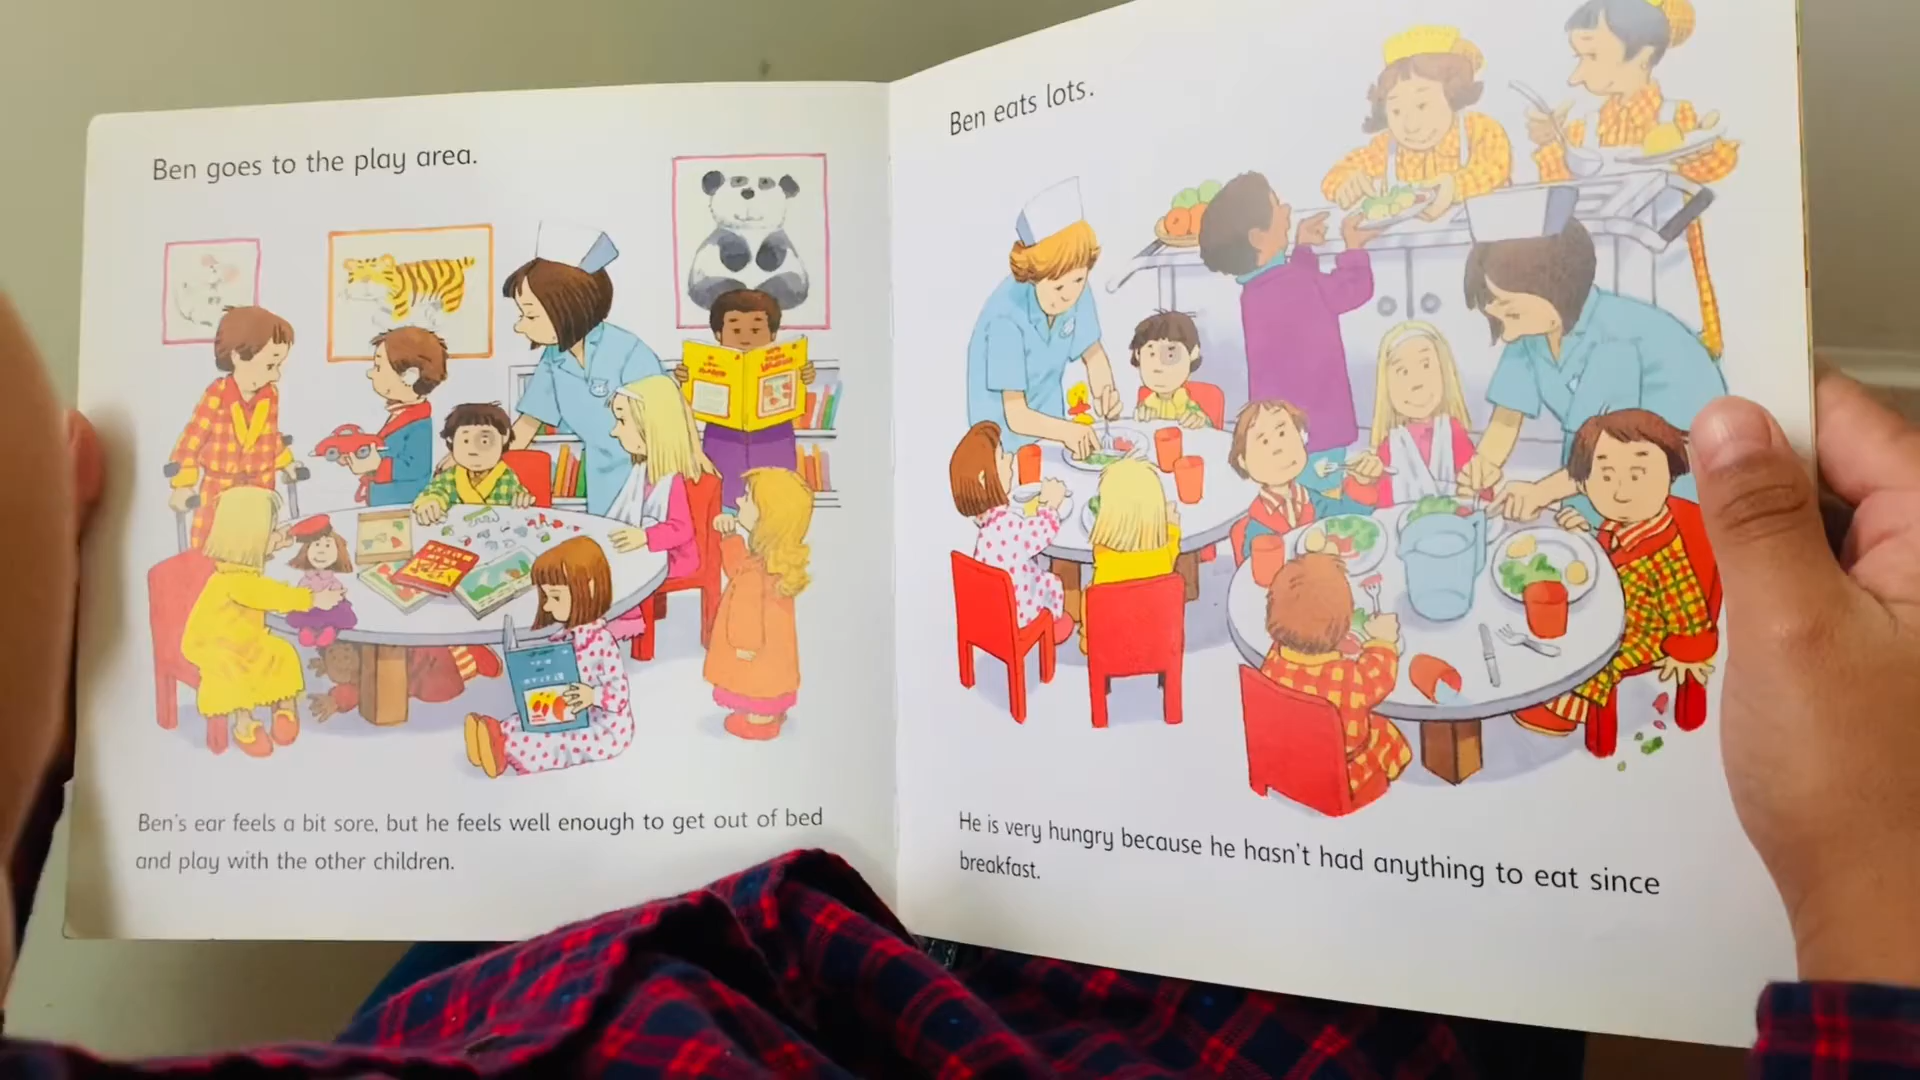 Ben goes to the play area.
Ben's ear feels a bit sore, but he feels well enough to get out of bed
and play with the other children.
Ben eats lots.
He is very hungry because he hasn't had anything to eat since
breakfast.